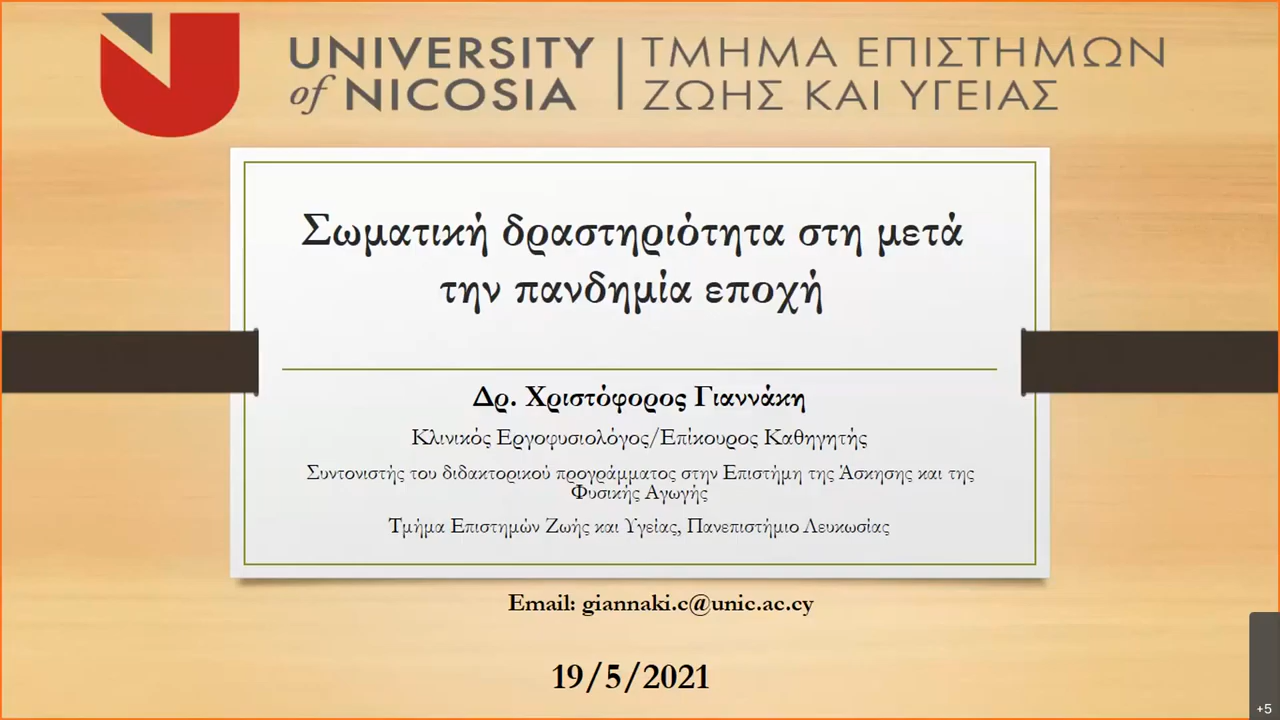 UNIVERSITY of NICOSIA
ΤΜΗΜΑ ΕΠΙΣΤΗΜΩΝ
ΖΩΗΣ ΚΑΙ ΥΓΕΙΑΣ
Σωματική δραστηριότητα στη μετά
την πανδημία εποχή
Δρ. Χριστόφορος Γιαννάκη
Κλινικός Εργοφυσιολόγος/Επίκουρος Καθηγητής
Συντονιστής του διδακτορικού προγράμματος στην Επιστήμη της Άσκησης και της
Φυσικής Αγωγής
Τμήμα Επιστημών Ζωής και Υγείας, Πανεπιστήμιο Λευκωσίας
Email: giannaki.c@unic.ac.cy
19/5/2021
+5